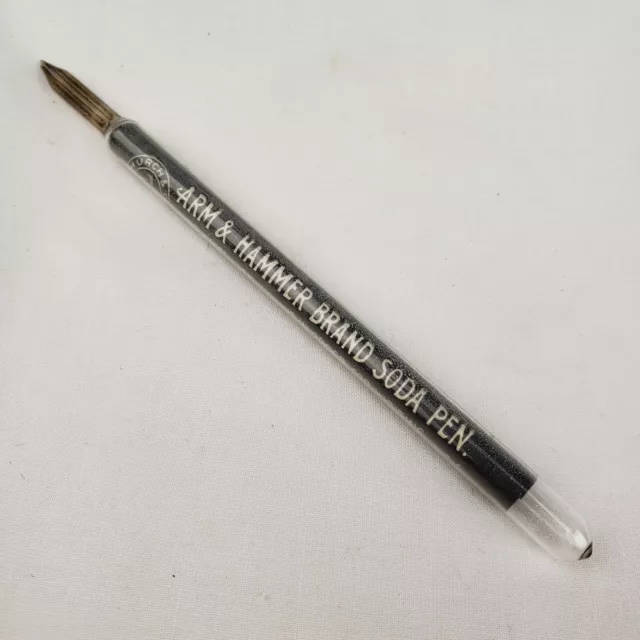 ARM & HAMMER BRAND SODA PEN.